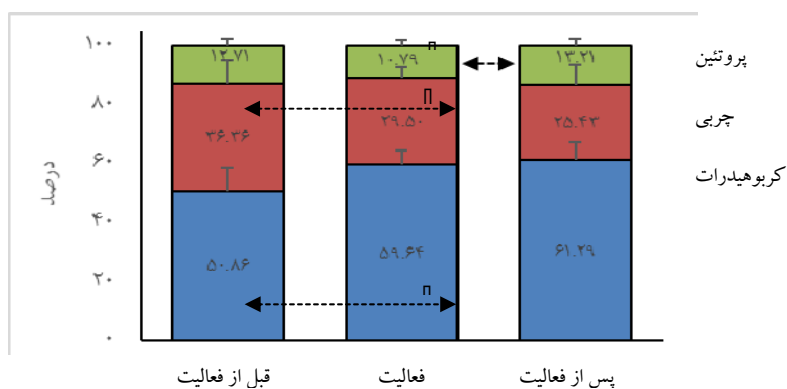 ۱۰۰
۸۰
۶۰
۴۰
۲۰
۰
درصد
۱۲.۷۱
۱۰.۷۹
۱۳.۲۱
۳۶.۳۶
۲۹.۵۰
۲۵.۴۳
۵۰.۸۶
۵۹.۶۴
۶۱.۲۹
پروتئین
چربی
کربوهیدرات
قبل از فعالیت
فعالیت
پس از فعالیت